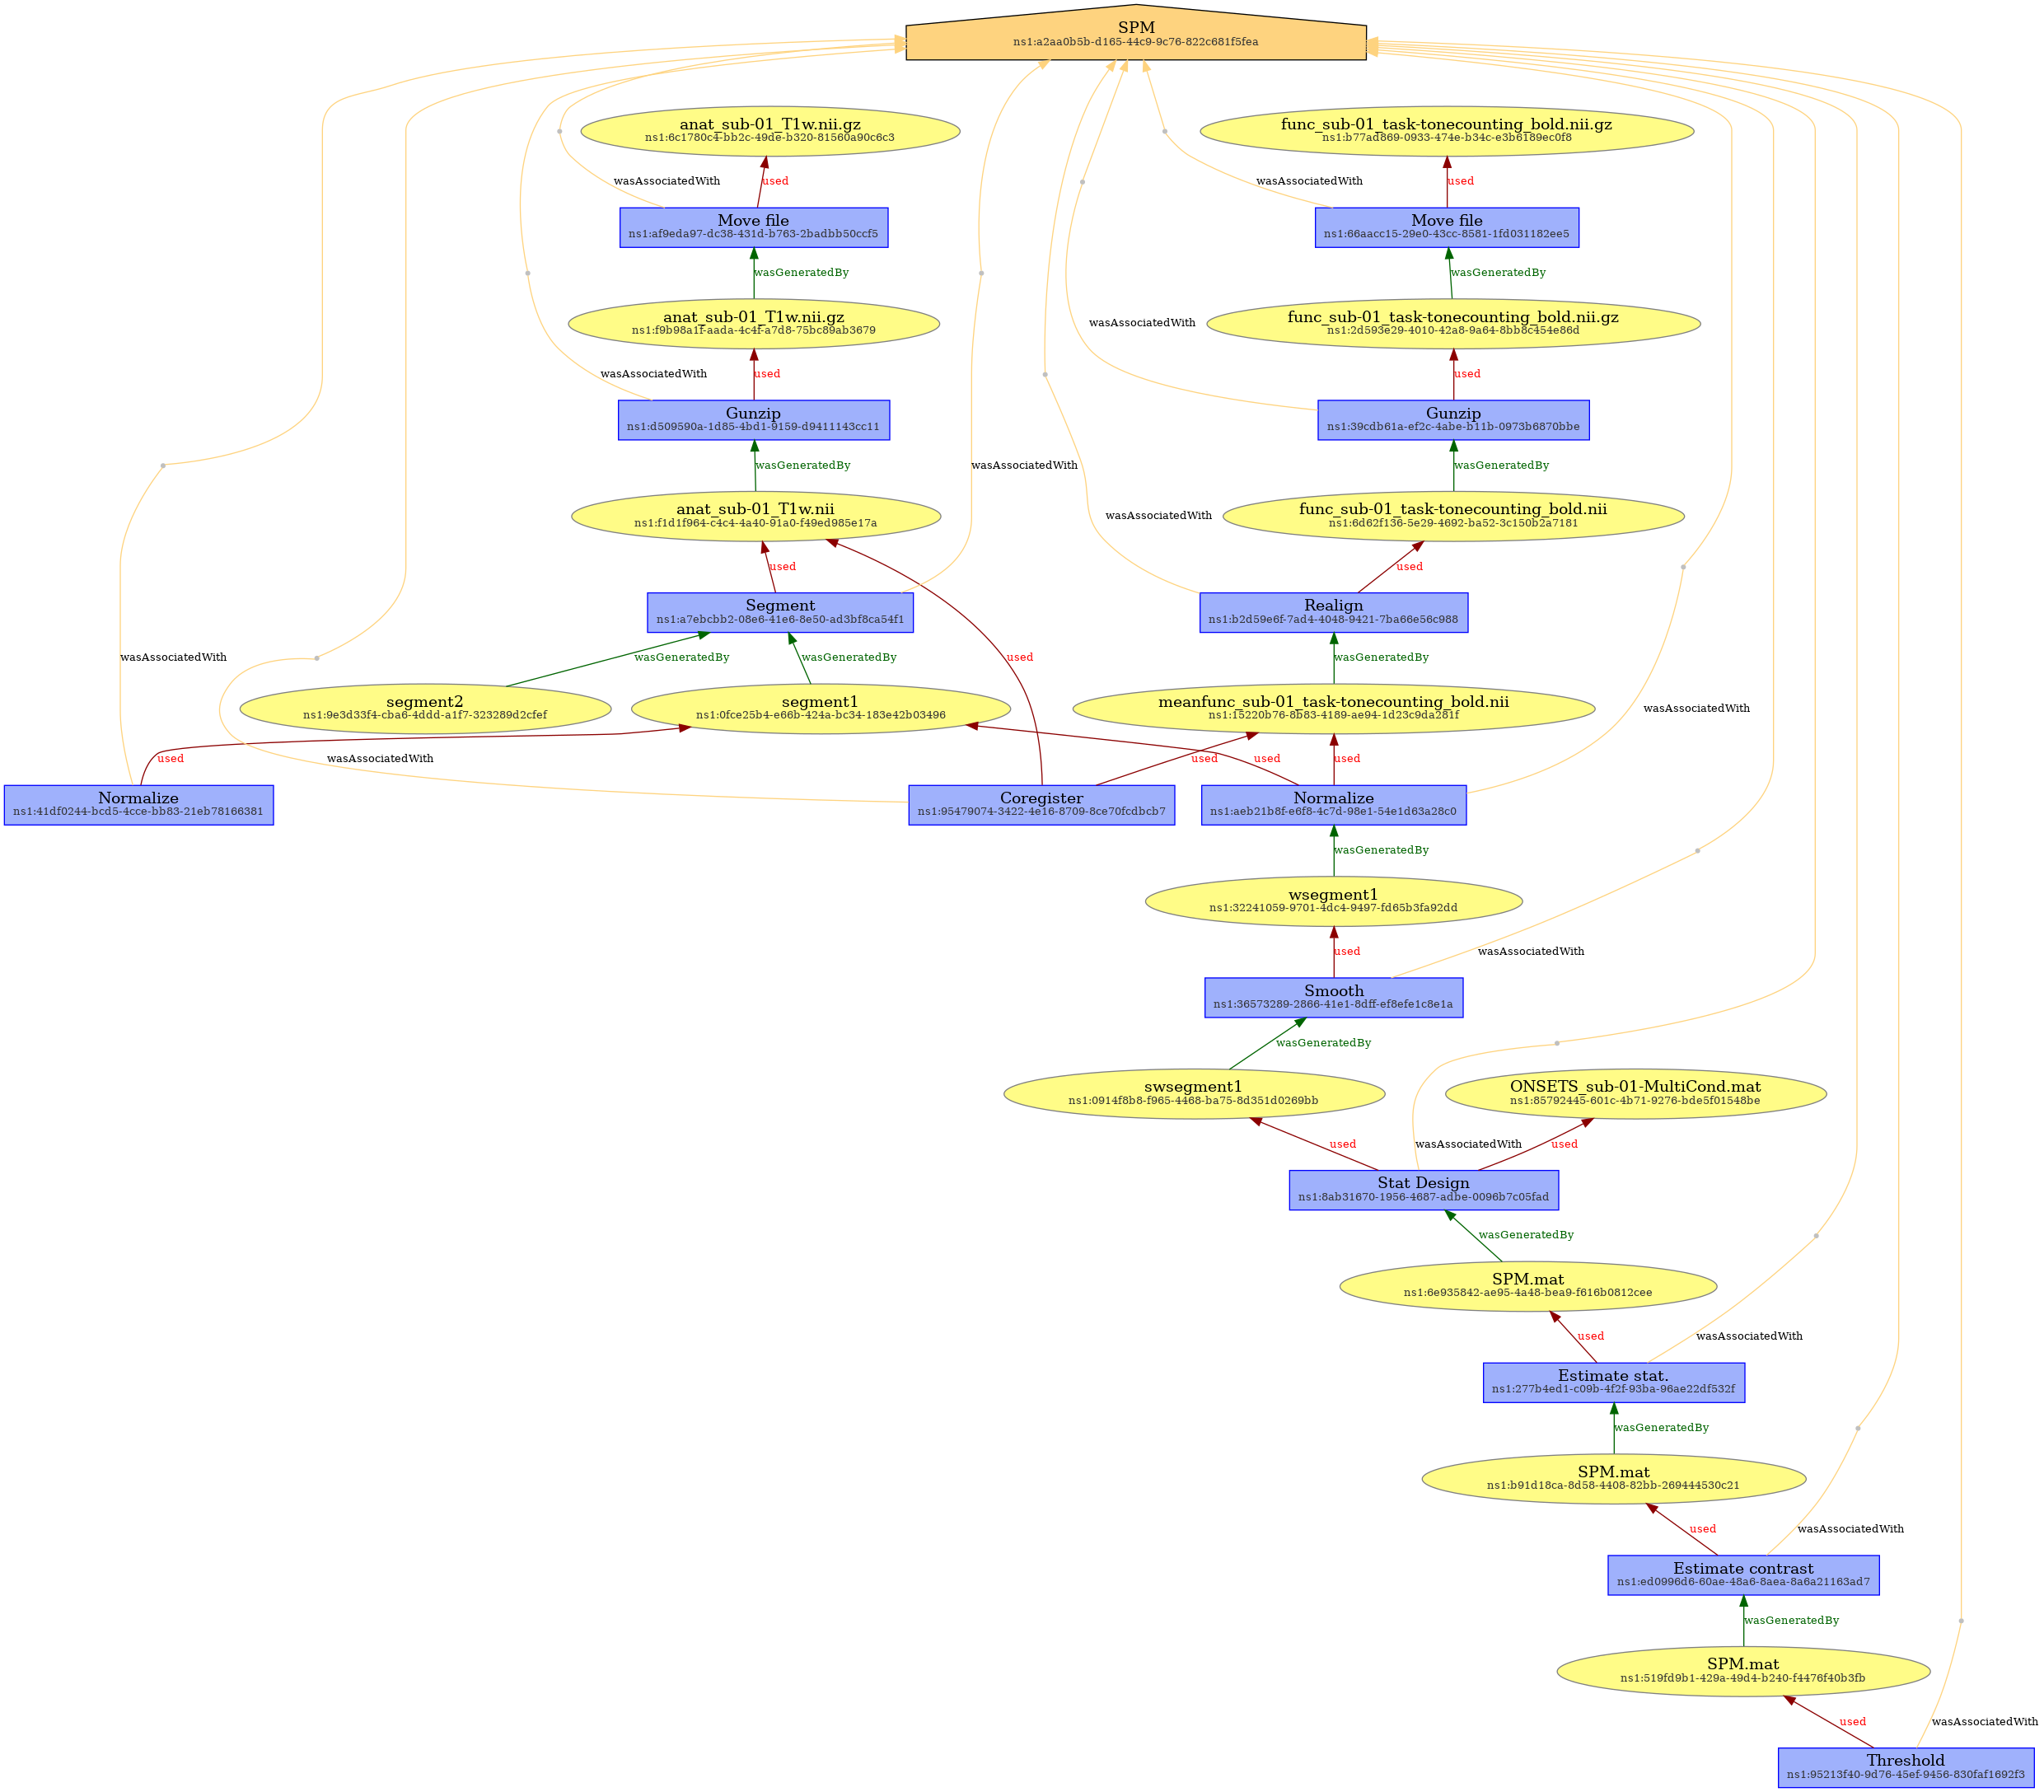 SPM
ns1:a2aa0b5b-d165-44c9-9c76-822c681f5fea
anat_sub-01_T1w.nii.gz
ns1:6c1780c4-bb2c-49de-b320-81560a90c6c3
func_sub-01_task-tonecounting_bold.nii.gz
ns1:b77ad869-0933-474e-b34c-e3b6189ec0f8
wasAssociatedWith
used
wasAssociatedWith
used
Move file
ns1:af9eda97-dc38-431d-b763-2badbb50ccf5
Move file
ns1:66aacc15-29e0-43cc-8581-1fd031182ee5
wasGeneratedBy
wasGeneratedBy
anat_sub-01_T1w.nii.gz
ns1:f9b98a1f-aada-4c4f-a7d8-75bc89ab3679
wasAssociatedWith
func_sub-01_task-tonecounting_bold.nii.gz
ns1:2d593e29-4010-42a8-9a64-8bb8c454e86d
wasAssociatedWith
used
used
Gunzip
ns1:d509590a-1d85-4bd1-9159-d9411143cc11
Gunzip
ns1:39cdb61a-ef2c-4abe-b11b-0973b6870bbe
wasGeneratedBy
wasAssociatedWith
wasGeneratedBy
anat_sub-01_T1w.nii
ns1:f1d1f964-c4c4-4a40-91a0-f49ed985e17a
wasAssociatedWith
func_sub-01_task-tonecounting_bold.nii
ns1:6d62f136-5e29-4692-ba52-3c150b2a7181
used
used
Segment
ns1:a7ebcbb2-08e6-41e6-8e50-ad3bf8ca54f1
Realign
ns1:b2d59e6f-7ad4-4048-9421-7ba66e56c988
wasAssociatedWith
wasGeneratedBy
wasGeneratedBy
used
wasGeneratedBy
segment2
ns1:9e3d33f4-cba6-4ddd-a1f7-323289d2cfef
segment1
ns1:0fce25b4-e66b-424a-bc34-183e42b03496
meanfunc_sub-01_task-tonecounting_bold.nii
ns1:15220b76-8b83-4189-ae94-1d23c9da281f
wasAssociatedWith
used
wasAssociatedWith
used
used
used
Normalize
ns1:41df0244-bcd5-4cce-bb83-21eb78166381
Coregister
ns1:95479074-3422-4e16-8709-8ce70fcdbcb7
Normalize
ns1:aeb21b8f-e6f8-4c7d-98e1-54e1d63a28c0
wasGeneratedBy
wsegment1
ns1:32241059-9701-4dc4-9497-fd65b3fa92dd
used
wasAssociatedWith
Smooth
ns1:36573289-2866-41e1-8dff-ef8efe1c8e1a
wasGeneratedBy
swsegment1
ns1:0914f8b8-f965-4468-ba75-8d351d0269bb
ONSETS_sub-01-MultiCond.mat
ns1:85792445-601c-4b71-9276-bde5f01548be
used
wasAssociatedWith
used
Stat Design
ns1:8ab31670-1956-4687-adbe-0096b7c05fad
wasGeneratedBy
SPM.mat
ns1:6e935842-ae95-4a48-bea9-f616b0812cee
used
wasAssociatedWith
Estimate stat.
ns1:277b4ed1-c09b-4f2f-93ba-96ae22df532f
wasGeneratedBy
SPM.mat
ns1:b91d18ca-8d58-4408-82bb-269444530c21
used
wasAssociatedWith
Estimate contrast
ns1:ed0996d6-60ae-48a6-8aea-8a6a21163ad7
wasGeneratedBy
SPM.mat
ns1:519fd9b1-429a-49d4-b240-f4476f40b3fb
used
wasAssociatedWith
Threshold
ns1:95213f40-9d76-45ef-9456-830faf1692f3